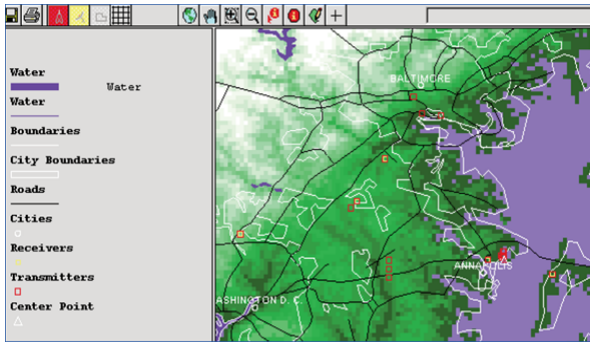 Water
Water
Water
Boundaries
City Boundaries
Roads
Cities
Receivers
Transmitters
Center Point
BALTIMORE
ANNAPOLIS
ASHINGTON D. C.